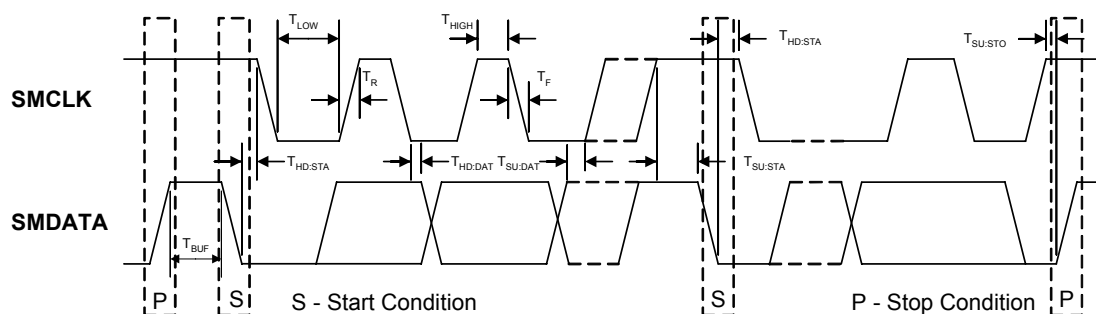 T_LOW
T_HIGH
T_HD:STA
T_SU:STO
T_R
T_F
SMCLK
T_HD:STA
T_HD:DAT
T_SU:DAT
T_SU:STA
SMDATA
T_BUF
P
S
S - Start Condition
S
P - Stop Condition
P